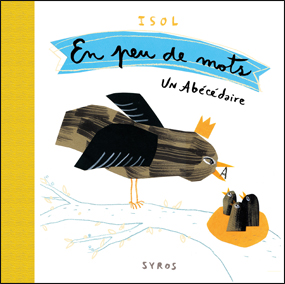 ISOL
En peu de mots
UN Abécédaire
A
SYROS